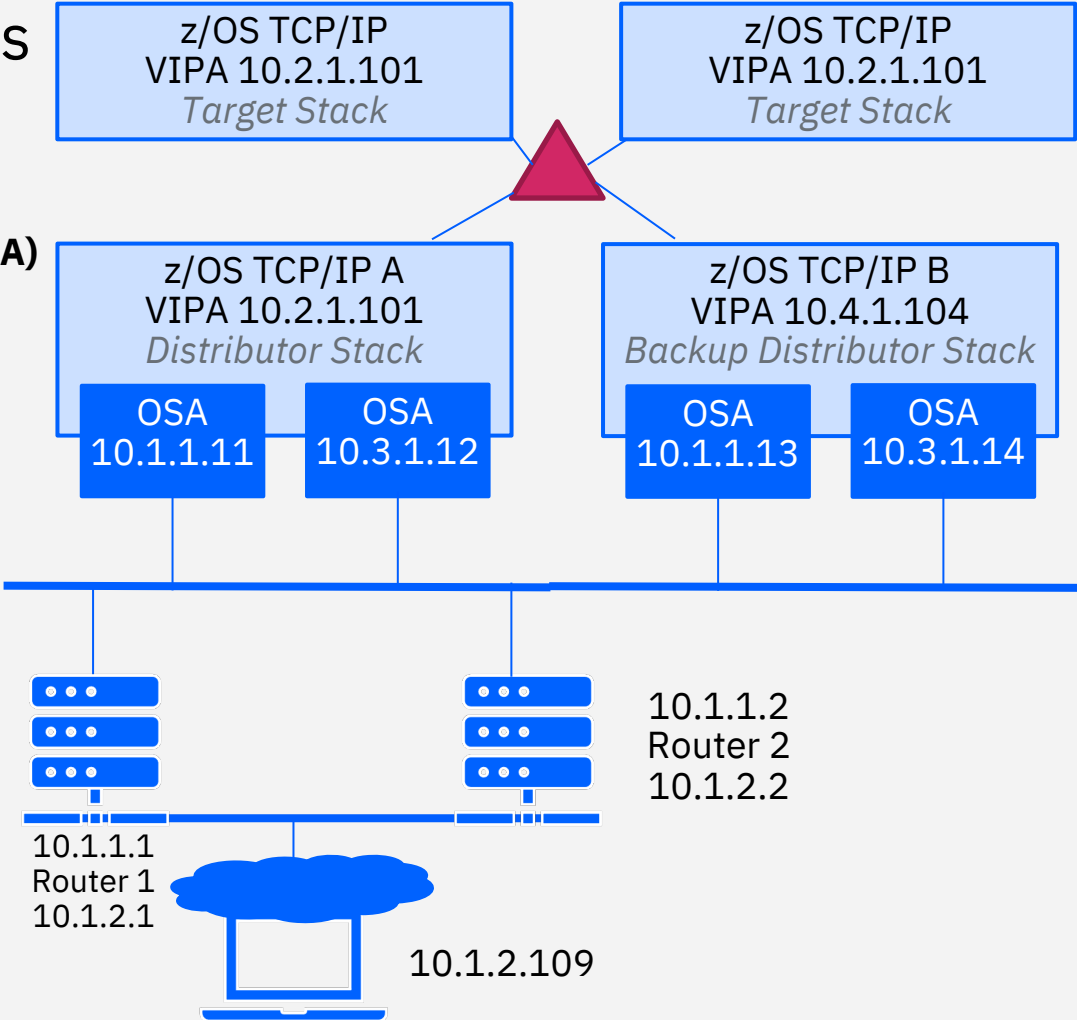 S
z/OS TCP/IP
VIPA 10.2.1.101
Target Stack
z/OS TCP/IP
VIPA 10.2.1.101
Target Stack
A)
z/OS TCP/IP A
VIPA 10.2.1.101
Distributor Stack
OSA
10.1.1.11
OSA
10.3.1.12
z/OS TCP/IP B
VIPA 10.4.1.104
Backup Distributor Stack
OSA
10.1.1.13
OSA
10.3.1.14
10.1.1.2
Router 2
10.1.2.2
10.1.1.1
Router 1
10.1.2.1
10.1.2.109